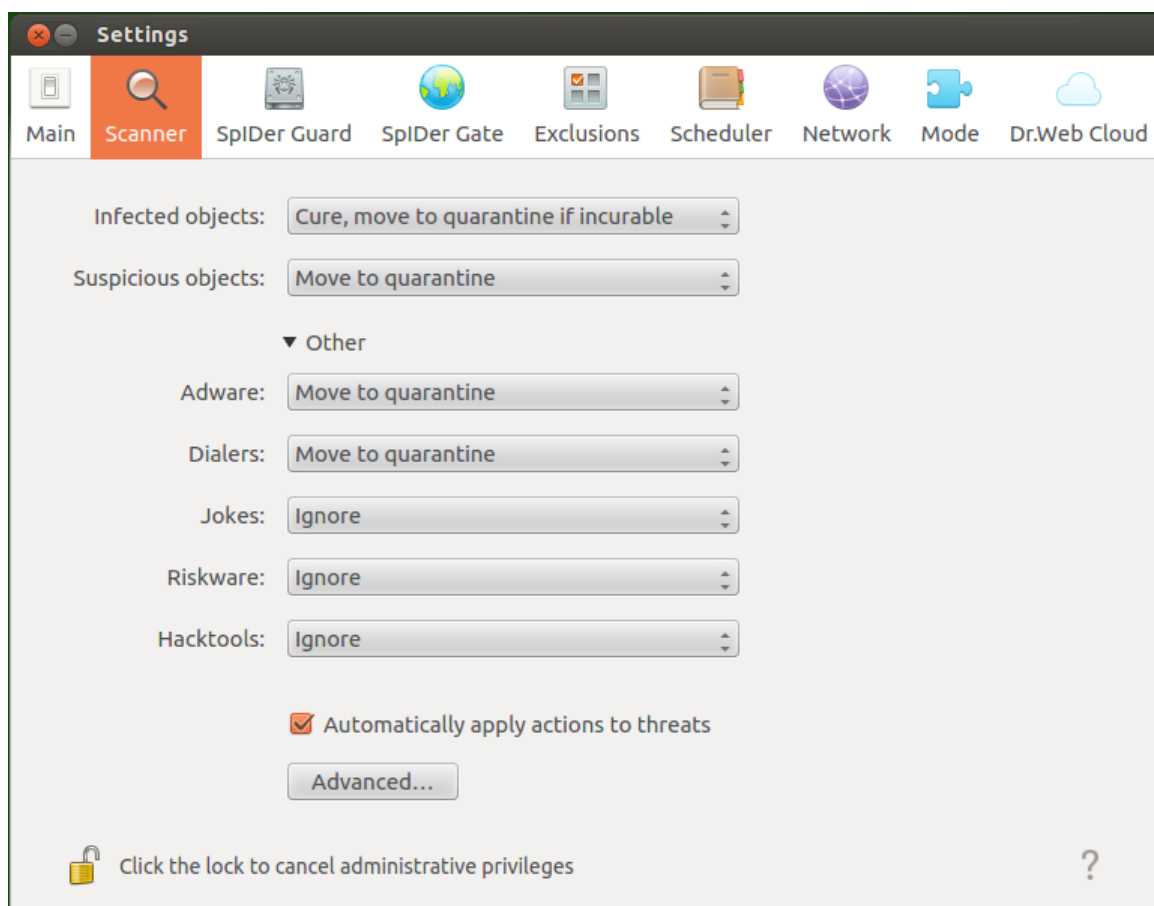 Settings
Main Scanner SpIDer Guard SpIDer Gate Exclusions Scheduler Network Mode Dr.Web Cloud
Infected objects: Cure, move to quarantine if incurable
Suspicious objects: Move to quarantine
Other
Adware: Move to quarantine
Dialers: Move to quarantine
Jokes: Ignore
Riskware: Ignore
Hacktools: Ignore
Automatically apply actions to threats
Advanced...
Click the lock to cancel administrative privileges ?